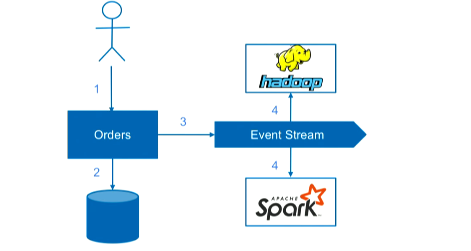 hadoop
1
4
3
Orders
Event Stream
2
4
APACHE
Spark